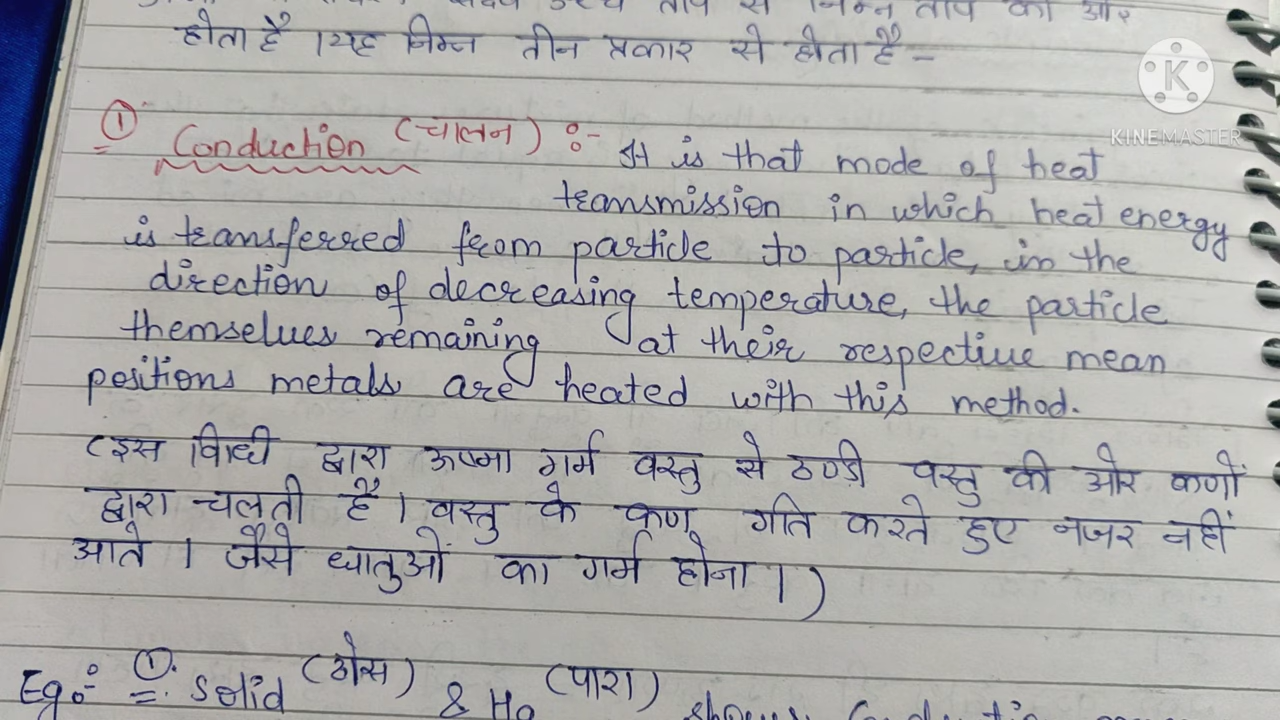 उच्च ताप से निम्न ताप की ओर
होता है । यह निम्न तीन प्रकार से होता है –
① Conduction (चालन) :- It is that mode of heat
transmission in which heat energy
is transferred from particle to particle, in the
direction of decreasing temperature, the particle
themselves remaining at their respective mean
positions metals are heated with this method.
(इस विधी द्वारा ऊष्मा गर्म वस्तु से ठण्डी वस्तु की ओर कणों
द्वारा चलती है । वस्तु के कण गति करते हुए नजर नहीं
आते । जैसे धातुओं का गर्म होना ।)
Eg:- ① Solid (ठोस) & Hg (पारा)
K
KINEMASTER